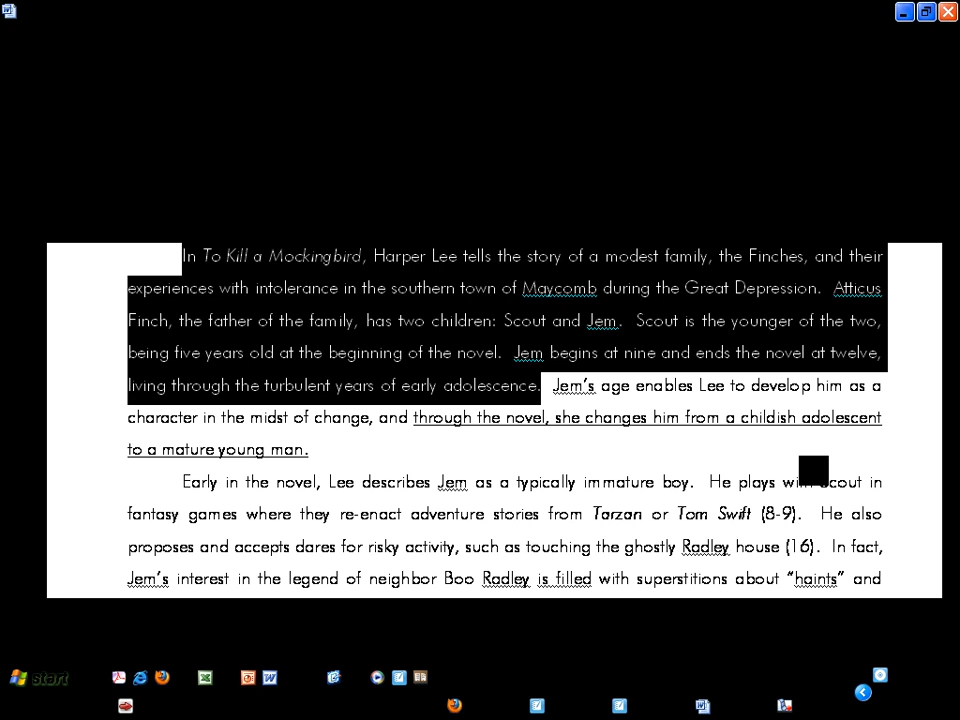 In To Kill a Mockingbird, Harper Lee tells the story of a modest family, the Finches, and their
experiences with intolerance in the southern town of Maycomb during the Great Depression. Atticus
Finch, the father of the family, has two children: Scout and Jem. Scout is the younger of the two,
being five years old at the beginning of the novel. Jem begins at nine and ends the novel at twelve,
living through the turbulent years of early adolescence. Jem's age enables Lee to develop him as a
character in the midst of change, and through the novel, she changes him from a childish adolescent
to a mature young man.
Early in the novel, Lee describes Jem as a typically immature boy. He plays with Scout in
fantasy games where they re-enact adventure stories from Tarzan or Tom Swift (8-9). He also
proposes and accepts dares for risky activity, such as touching the ghostly Radley house (16). In fact,
Jem's interest in the legend of neighbor Boo Radley is filled with superstitions about "haints" and
start